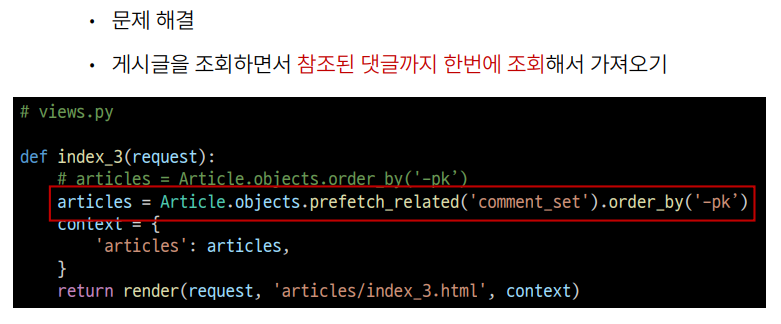 • 문제 해결
• 게시글을 조회하면서 참조된 댓글까지 한번에 조회해서 가져오기
# views.py
def index_3(request):
    # articles = Article.objects.order_by('-pk’)
    articles = Article.objects.prefetch_related('comment_set').order_by('-pk’)
    context = {
        'articles': articles,
    }
    return render(request, 'articles/index_3.html', context)